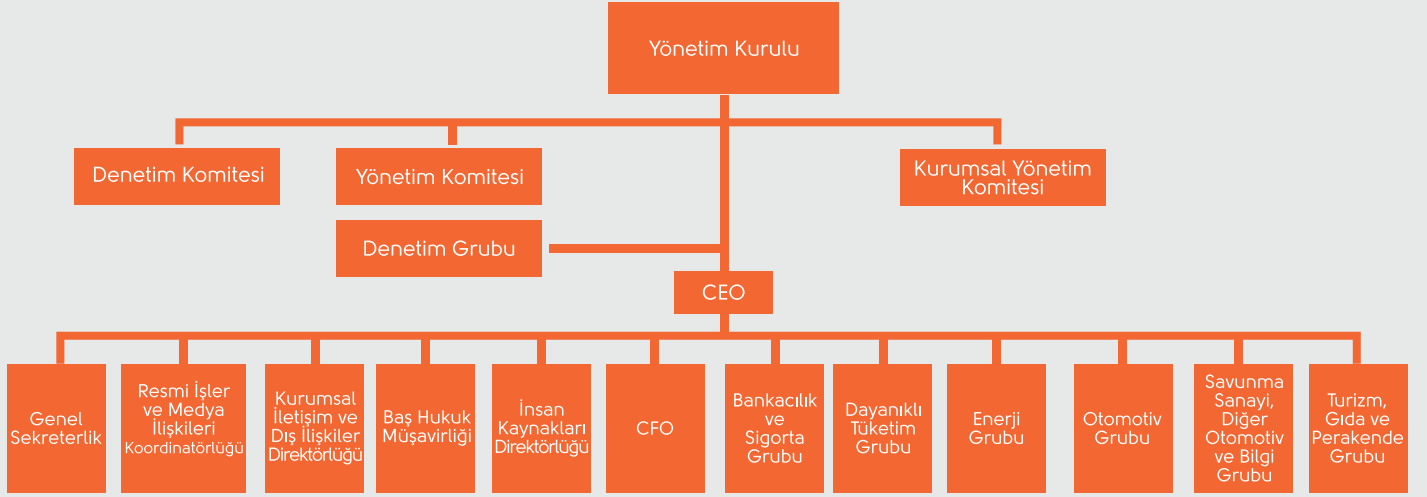 Yönetim Kurulu
Denetim Komitesi
Yönetim Komitesi
Kurumsal Yönetim
Komitesi
Denetim Grubu
CEO
Genel
Sekreterlik
Resmi İşler
ve Medya
İlişkileri
Koordinatörlüğü
Kurumsal
İletişim ve
Dış İlişkiler
Direktörlüğü
Baş Hukuk
Müşavirliği
İnsan
Kaynakları
Direktörlüğü
CFO
Bankacılık
ve
Sigorta
Grubu
Dayanıklı
Tüketim
Grubu
Enerji
Grubu
Otomotiv
Grubu
Savunma
Sanayi,
Diğer
Otomotiv
ve Bilgi
Grubu
Turizm,
Gıda ve
Perakende
Grubu